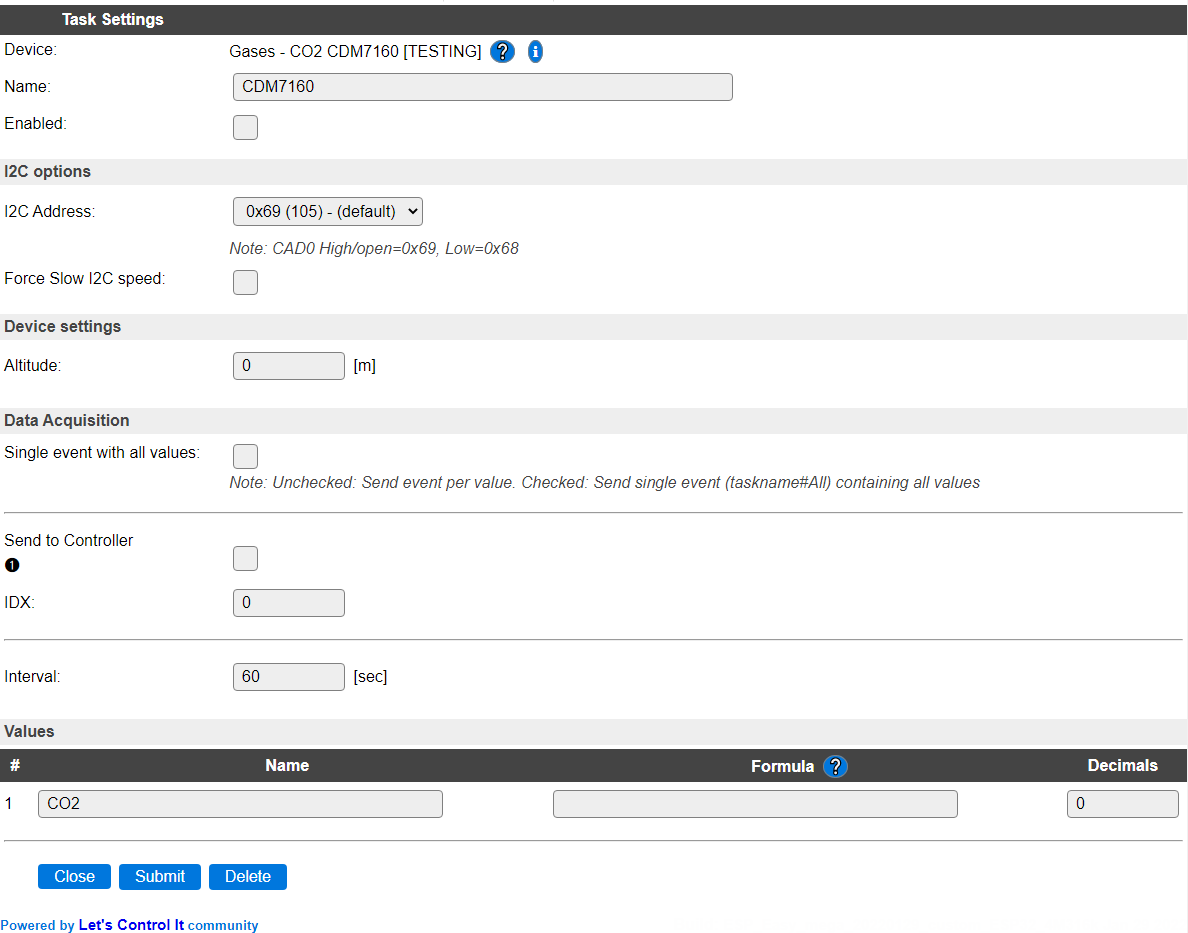 Task Settings
Device: Gases - CO2 CDM7160 [TESTING] ? i
Name: CDM7160
Enabled:
I2C options
I2C Address: 0x69 (105) - (default)
Note: CAD0 High/open=0x69, Low=0x68
Force Slow I2C speed:
Device settings
Altitude: 0 [m]
Data Acquisition
Single event with all values:
Note: Unchecked: Send event per value. Checked: Send single event (taskname#All) containing all values
Send to Controller
1
IDX: 0
Interval: 60 [sec]
Values
# Name Formula ? Decimals
1 CO2 0
Close Submit Delete
Powered by Let's Control It community